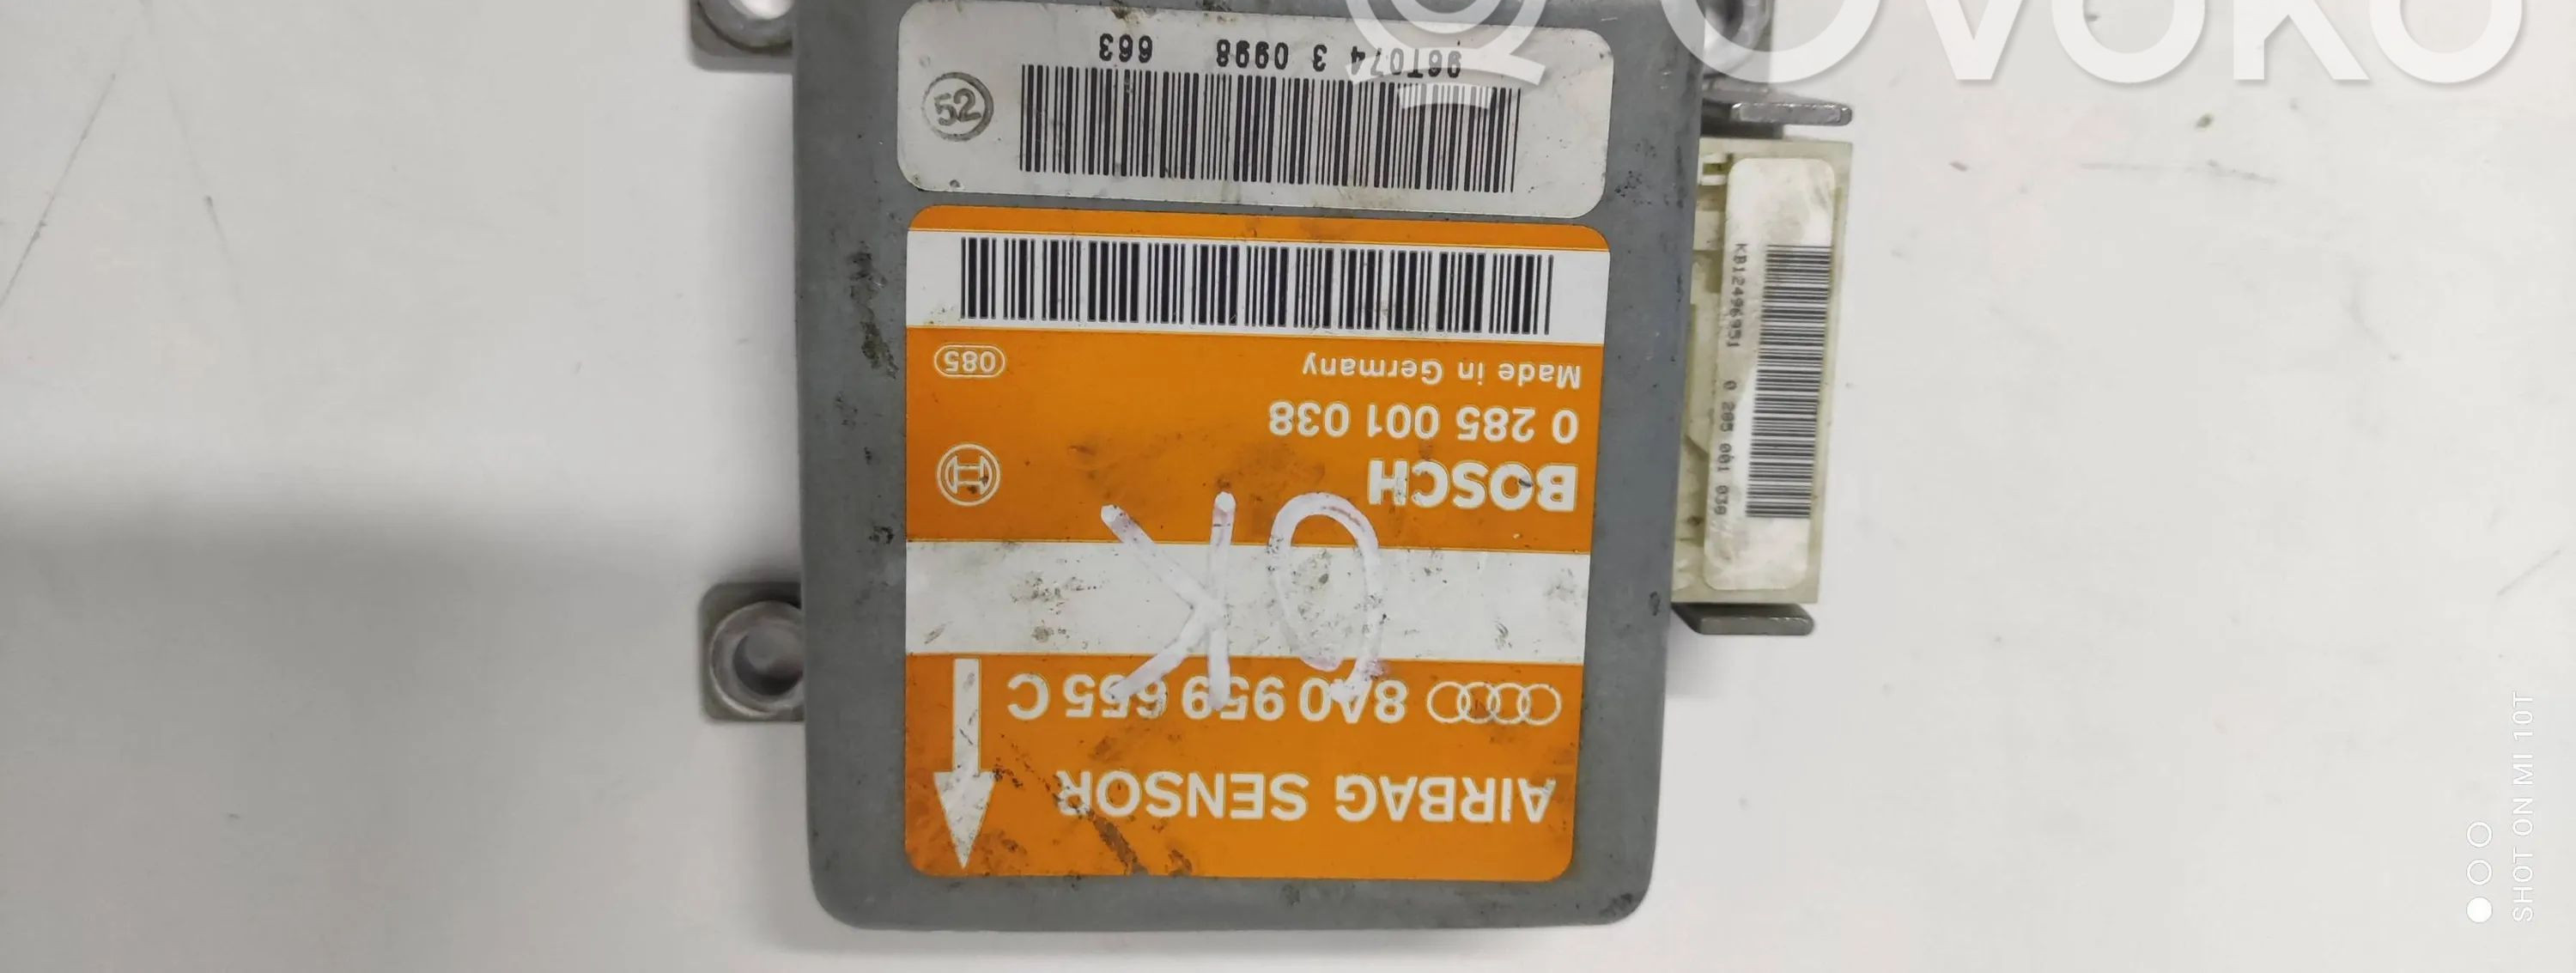 AIRBAG SENSOR
8A0 959 655 C
OK
BOSCH
0 285 001 038
Made in Germany
085
96T074 3 0998 663
52
KB12496951 0 285 001 038
OVOKO
SHOT ON MI 10T